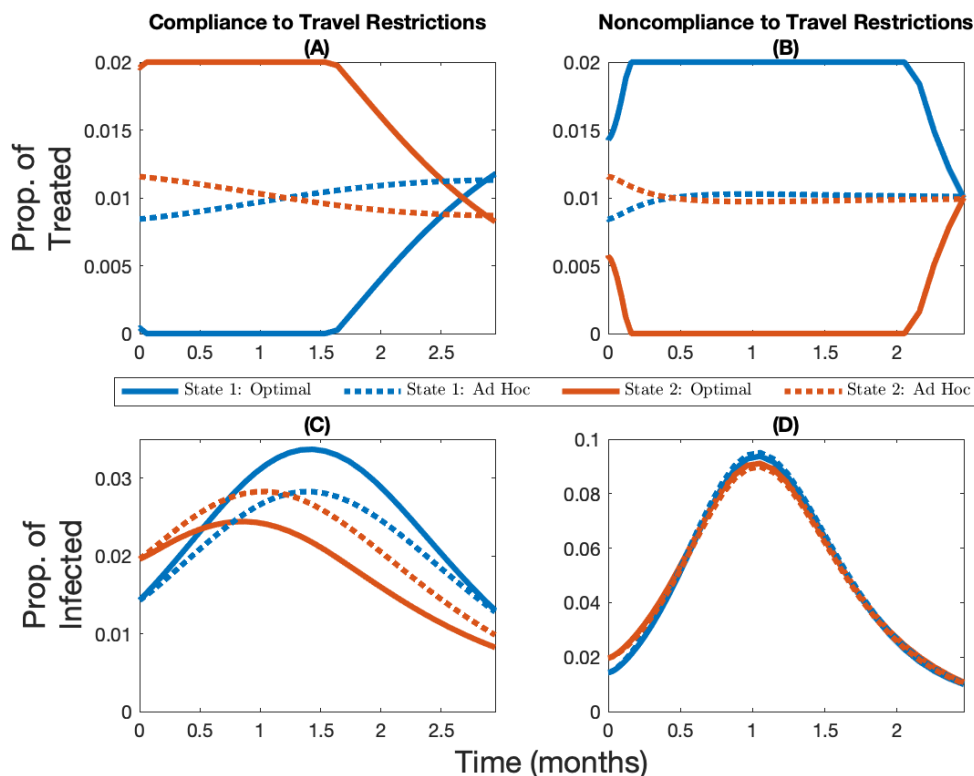 Compliance to Travel Restrictions
Noncompliance to Travel Restrictions
(A)
(B)
Prop. of
Treated
0.02
0.015
0.01
0.005
0
0 0.5 1 1.5 2 2.5
0.02
0.015
0.01
0.005
0
0 0.5 1 1.5 2
State 1: Optimal State 1: Ad Hoc State 2: Optimal State 2: Ad Hoc
(C)
(D)
Prop. of
Infected
0.03
0.02
0.01
0
0 0.5 1 1.5 2 2.5
0.1
0.08
0.06
0.04
0.02
0
0 0.5 1 1.5 2
Time (months)